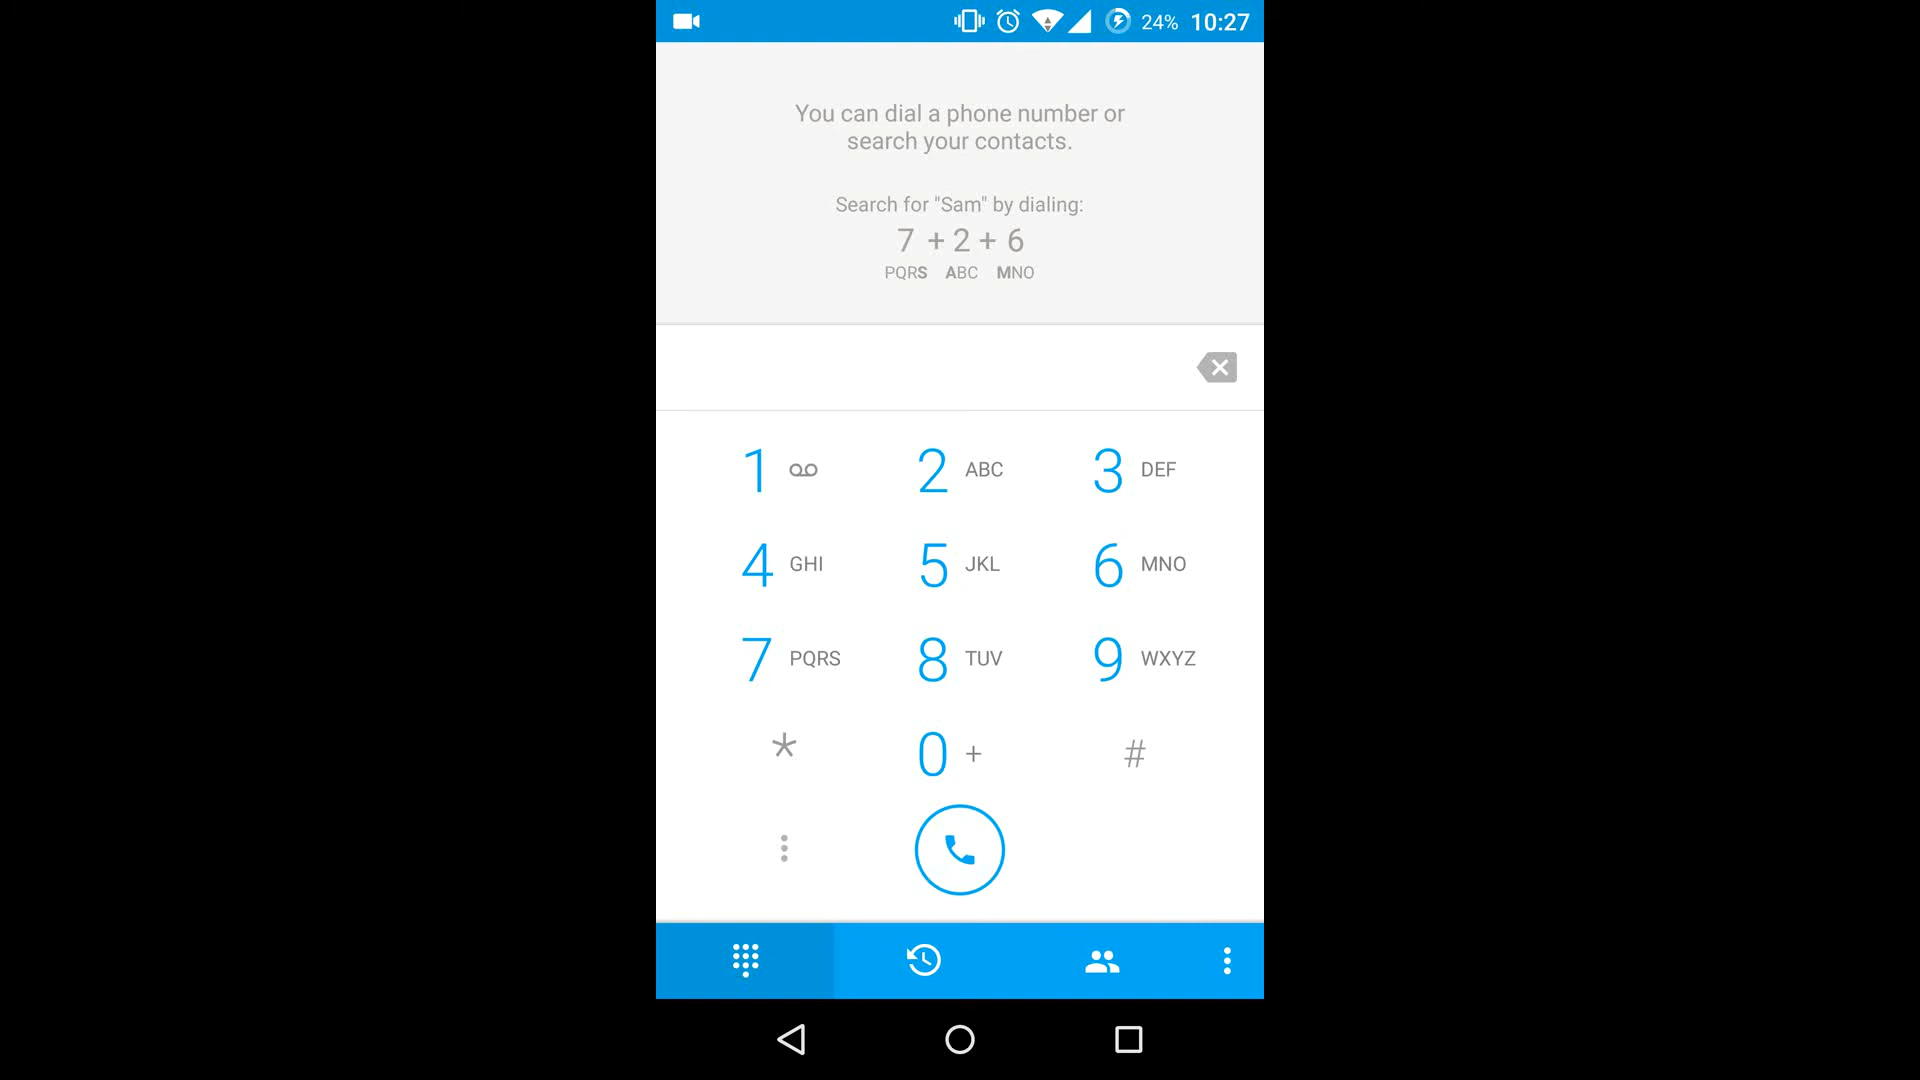 24% 10:27
You can dial a phone number or
search your contacts.
Search for "Sam" by dialing:
7 + 2 + 6
PQRS ABC MNO
1 2 ABC 3 DEF
4 GHI 5 JKL 6 MNO
7 PQRS 8 TUV 9 WXYZ
* 0 + #